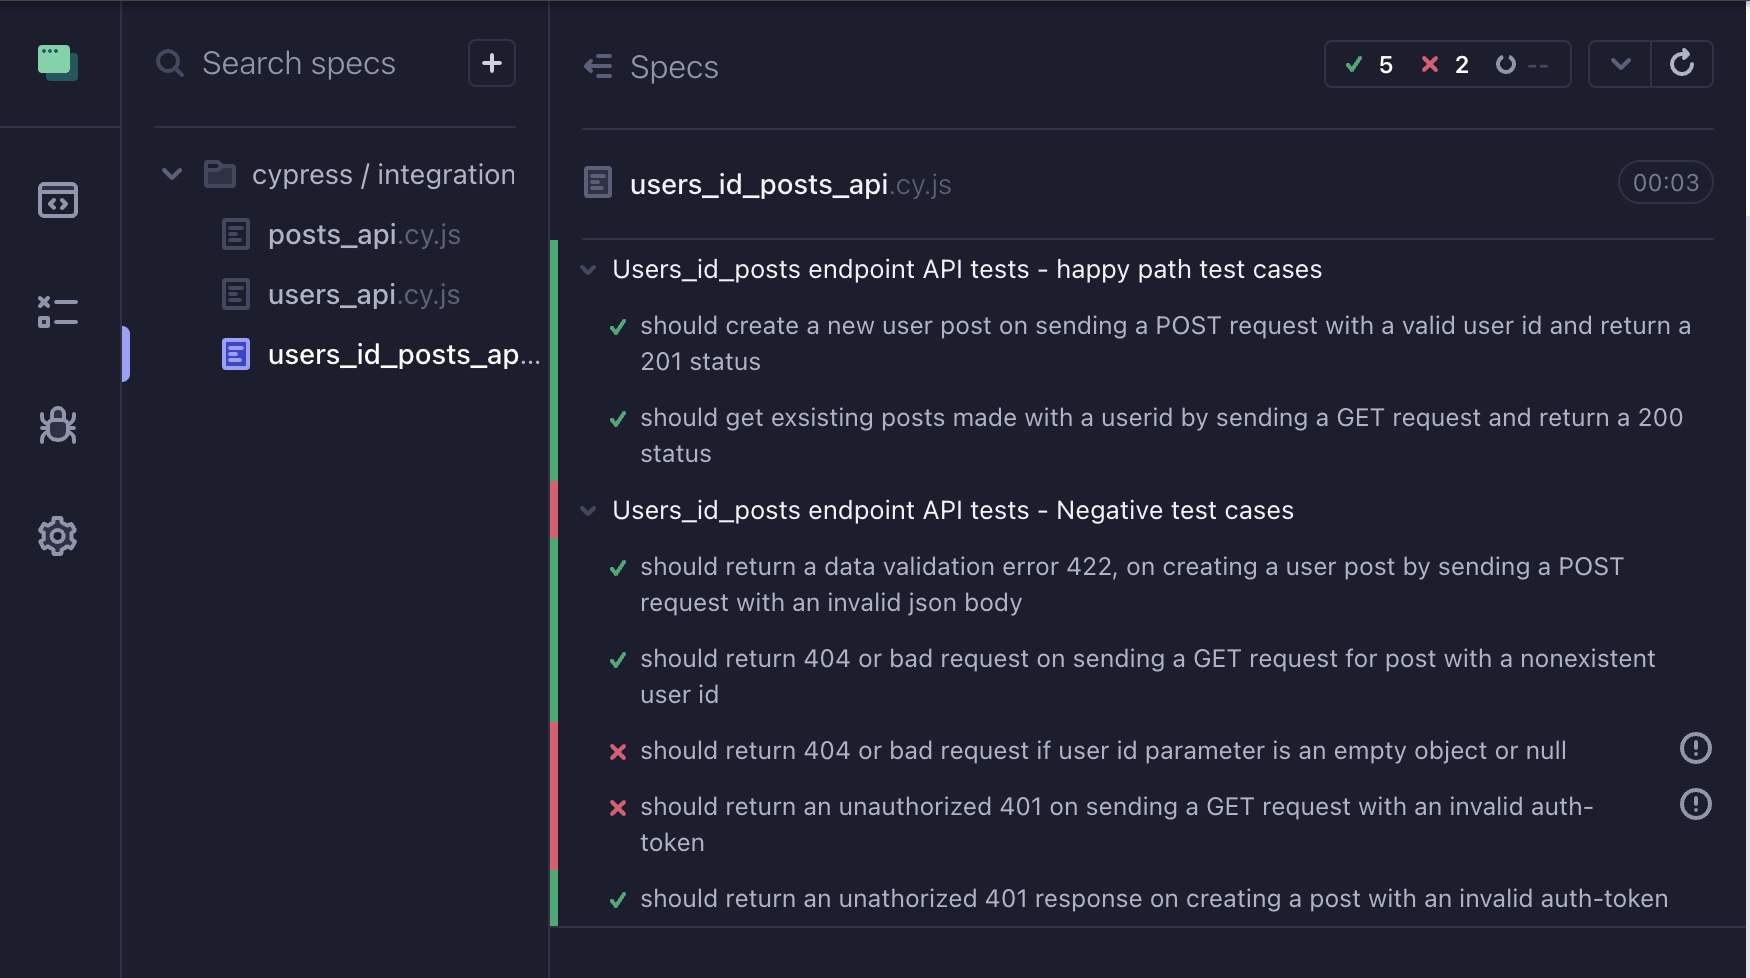 Search specs
+
Specs
5 2 --
cypress / integration
posts_api.cy.js
users_api.cy.js
users_id_posts_ap...
users_id_posts_api.cy.js
00:03
Users_id_posts endpoint API tests - happy path test cases
should create a new user post on sending a POST request with a valid user id and return a
201 status
should get exsisting posts made with a userid by sending a GET request and return a 200
status
Users_id_posts endpoint API tests - Negative test cases
should return a data validation error 422, on creating a user post by sending a POST
request with an invalid json body
should return 404 or bad request on sending a GET request for post with a nonexistent
user id
should return 404 or bad request if user id parameter is an empty object or null
should return an unauthorized 401 on sending a GET request with an invalid auth-
token
should return an unathorized 401 response on creating a post with an invalid auth-token